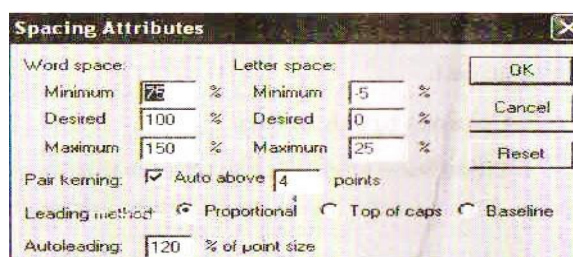 Spacing Attributes
Word space: Letter space: OK
Minimum 75 % Minimum -5 %
Desired 100 % Desired 0 % Cancel
Maximum 150 % Maximum 25 % Reset
Pair kerning: Auto above 4 points
Leading method Proportional Top of caps Baseline
Autoleading: 120 % of point size